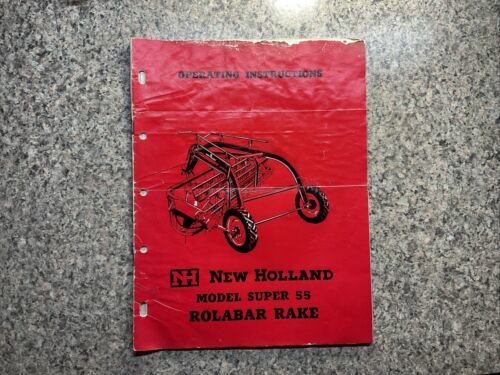 OPERATING INSTRUCTIONS
NH NEW HOLLAND
MODEL SUPER 55
ROLABAR RAKE